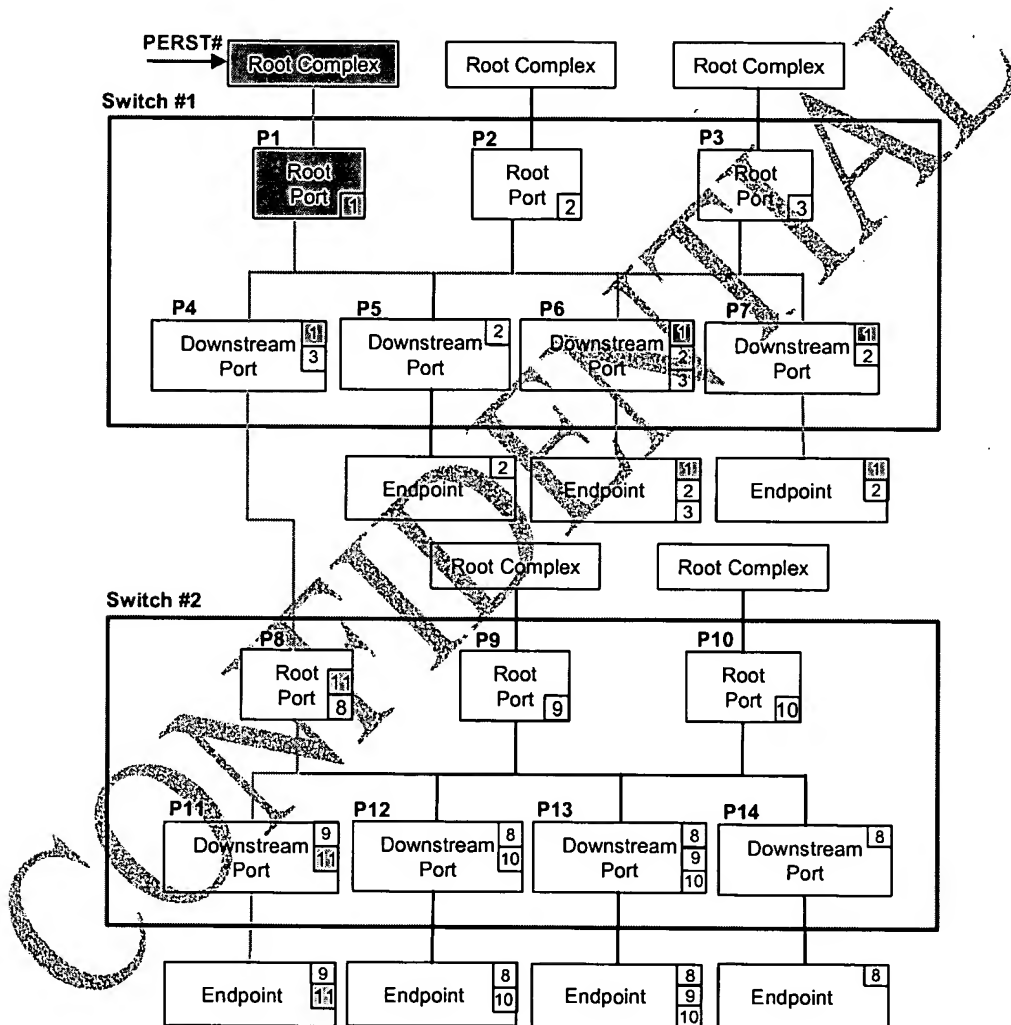 PERST#
Root Complex
Root Complex
Root Complex
Switch #1
P1
P2
P3
Root
Port
1
Root
Port
2
Root
Port
3
P4
P5
P6
P7
Downstream
Port
1
3
Downstream
Port
2
Downstream
Port
1
2
3
Downstream
Port
1
2
Endpoint
2
Endpoint
1
2
3
Endpoint
1
2
Root Complex
Root Complex
Switch #2
P8
P9
P10
Root
Port
11
8
Root
Port
9
Root
Port
10
P11
P12
P13
P14
Downstream
Port
9
11
Downstream
Port
8
10
Downstream
Port
8
9
10
Downstream
Port
8
Endpoint
9
11
Endpoint
8
10
Endpoint
8
9
10
Endpoint
8
CONFIDENTIAL